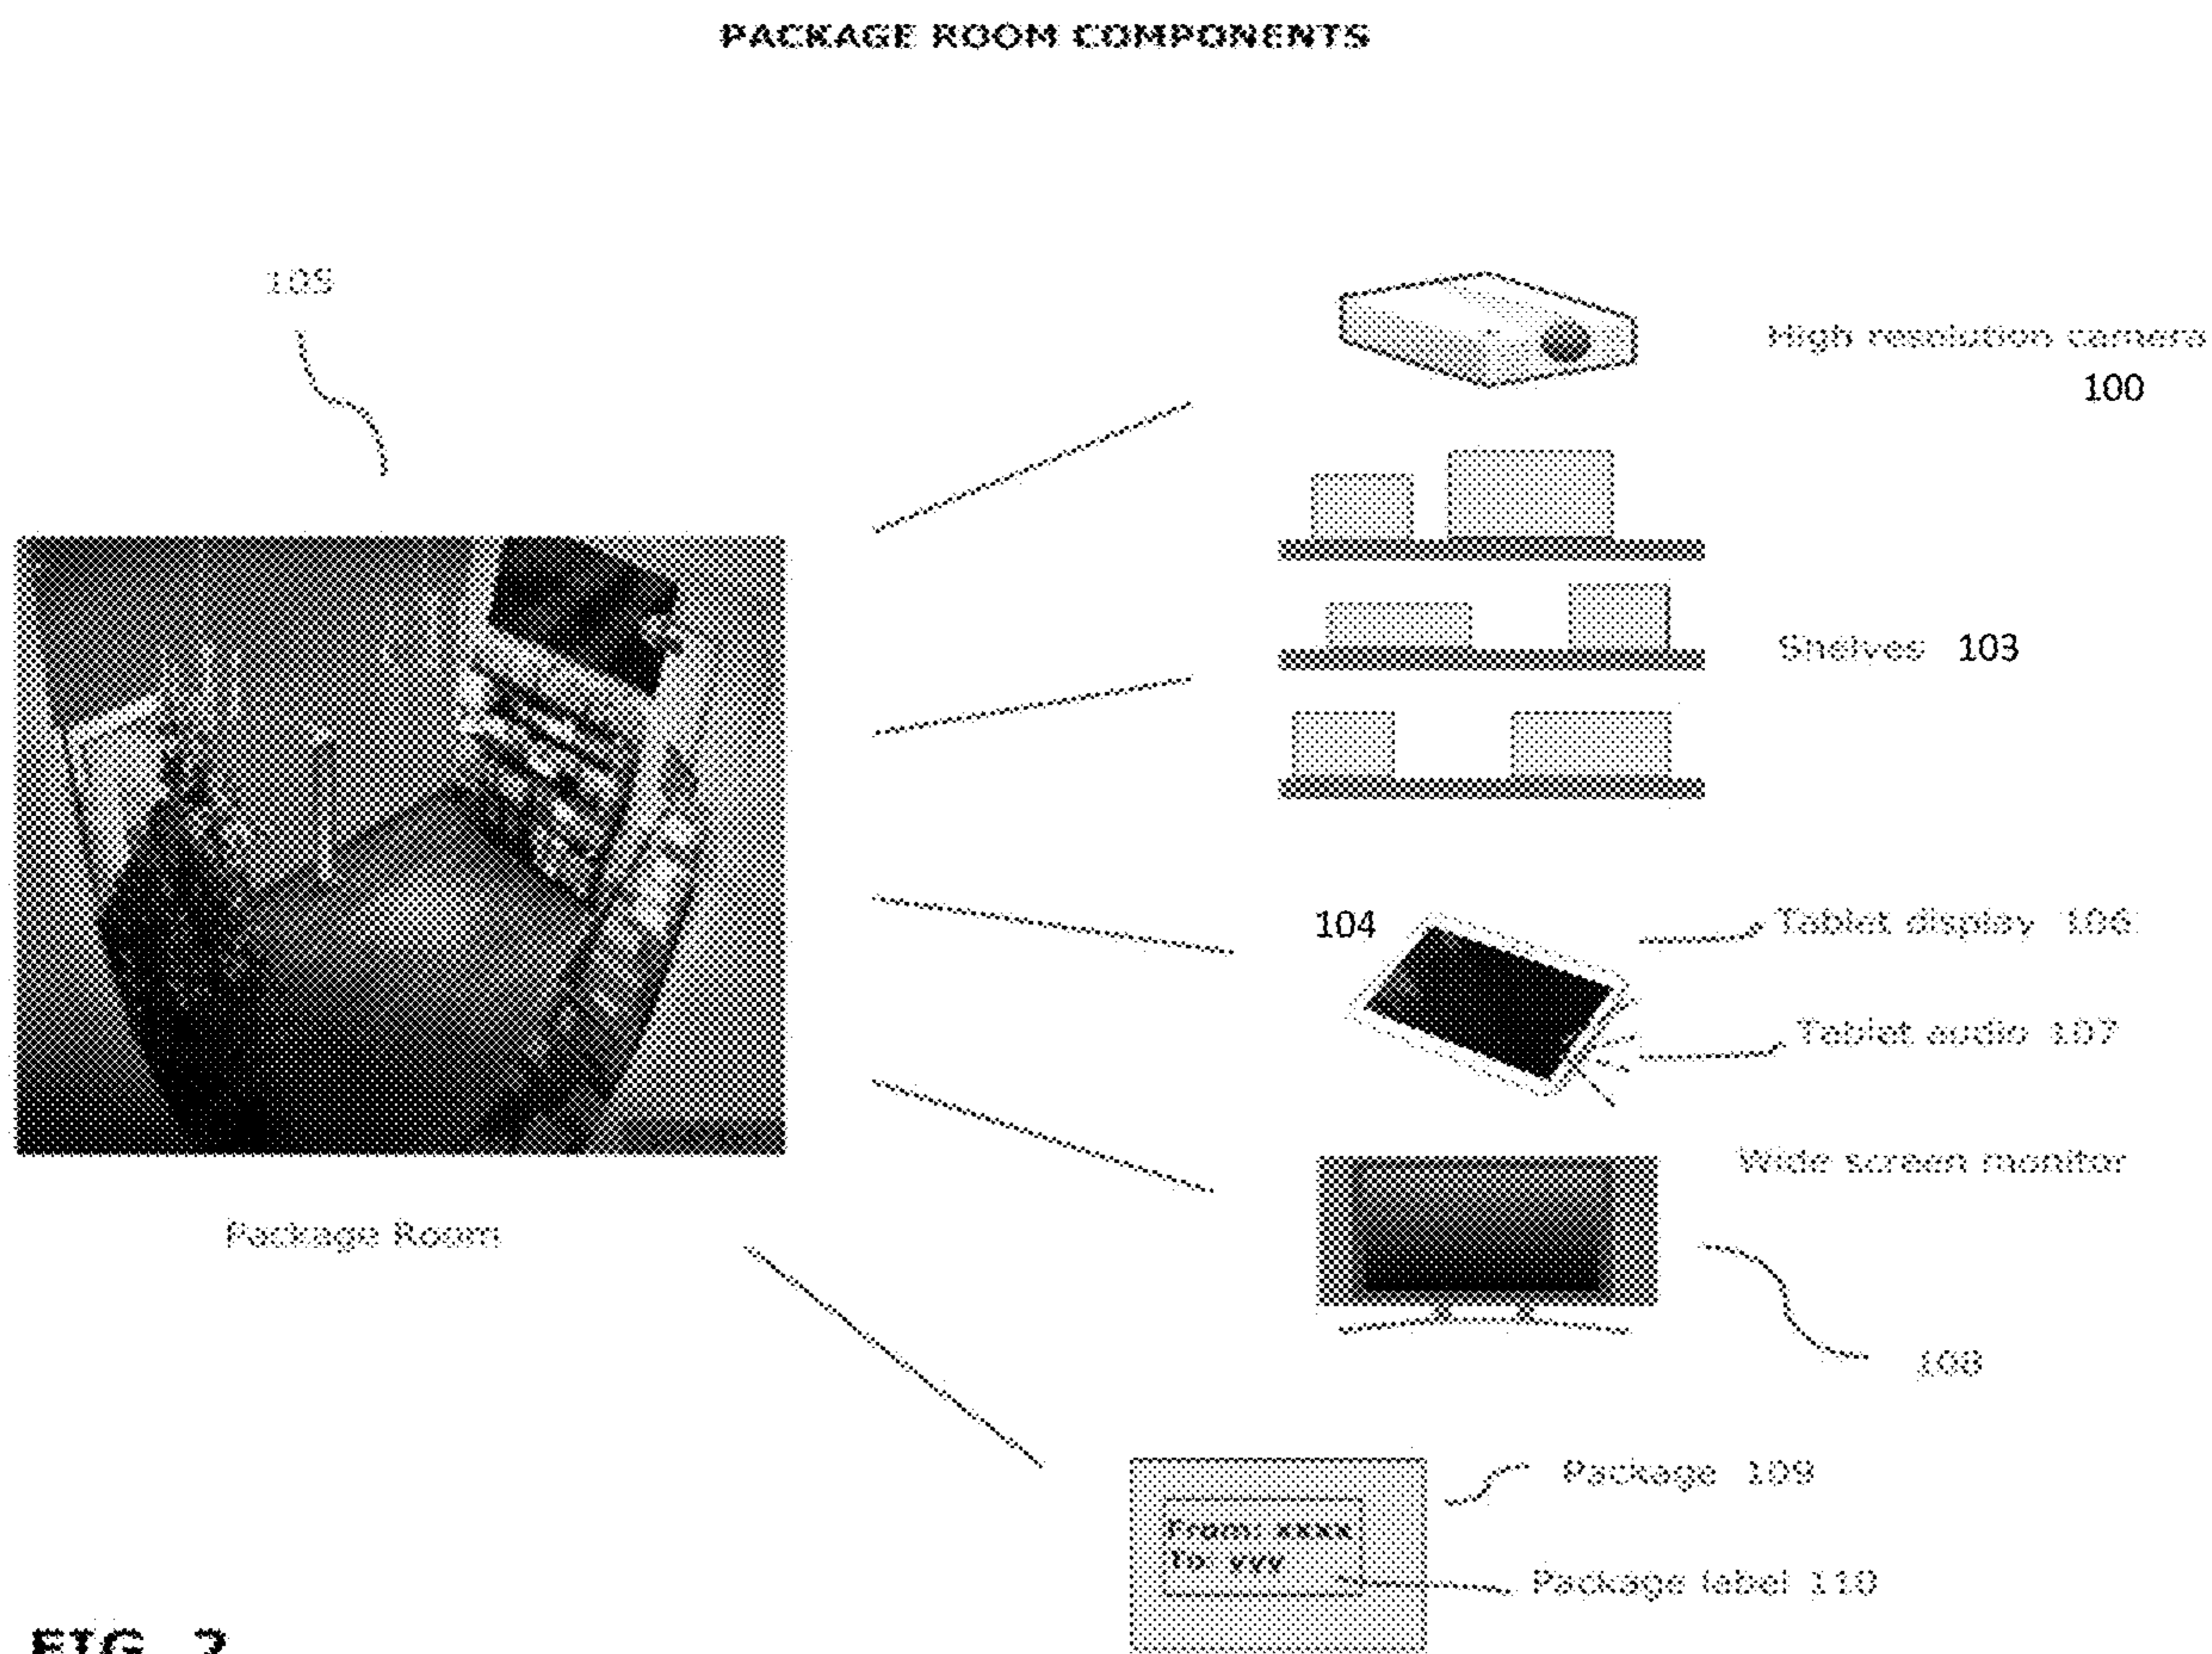 PACKAGE ROOM COMPONENTS
105
High resolution camera
100
Shelves 103
104
Tablet display 106
Tablet audio 107
Wide screen monitor
Package Room
108
Package 109
From: xxxx
To: yyy
Package label 110
FIG. 2